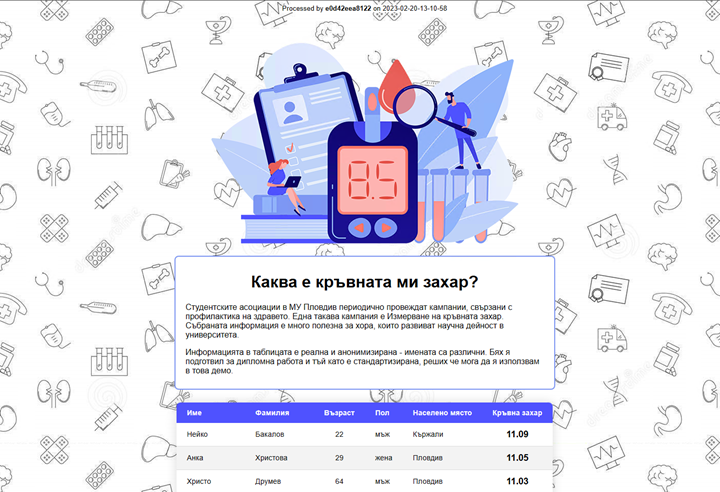 Processed by e0d42eea8122 on 2023-02-20-13-10-58
8.5
Каква е кръвната ми захар?
Студентските асоциации в МУ Пловдив периодично провеждат кампании, свързани с
профилактика на здравето. Една такава кампания е Измерване на кръвната захар.
Събраната информация е много полезна за хора, които развиват научна дейност в
университета.
Информацията в таблицата е реална и анонимизирана - имената са различни. Бях я
подготвил за дипломна работа и тъй като е стандартизирана, реших че мога да я използвам
в това демо.
Име Фамилия Възраст Пол Населено място Кръвна захар
Нейко Бакалов 22 мъж Кържали 11.09
Анка Христова 29 жена Пловдив 11.05
Христо Друмев 64 мъж Пловдив 11.03